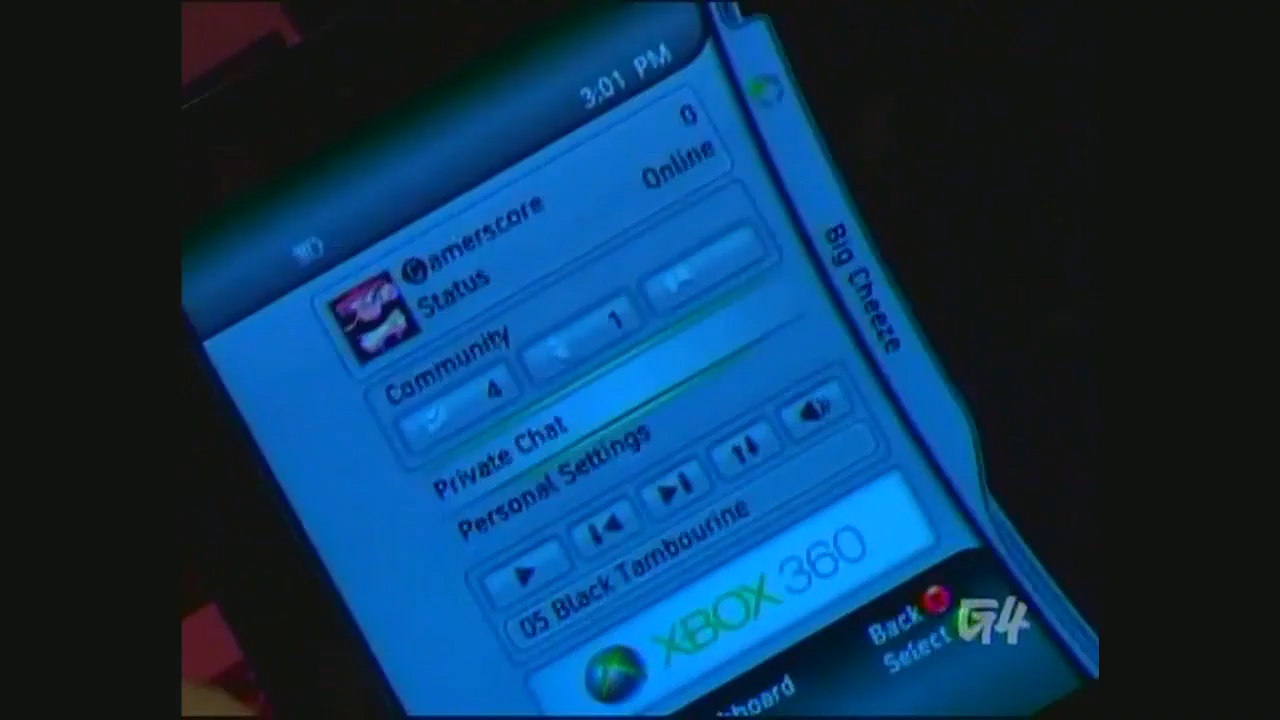 3:01 PM
Gamerscore 0
Status Online
Community
4 1
Private Chat
Personal Settings
05 Black Tambourine
XBOX 360
Back
Select
Big Cheeze
G4